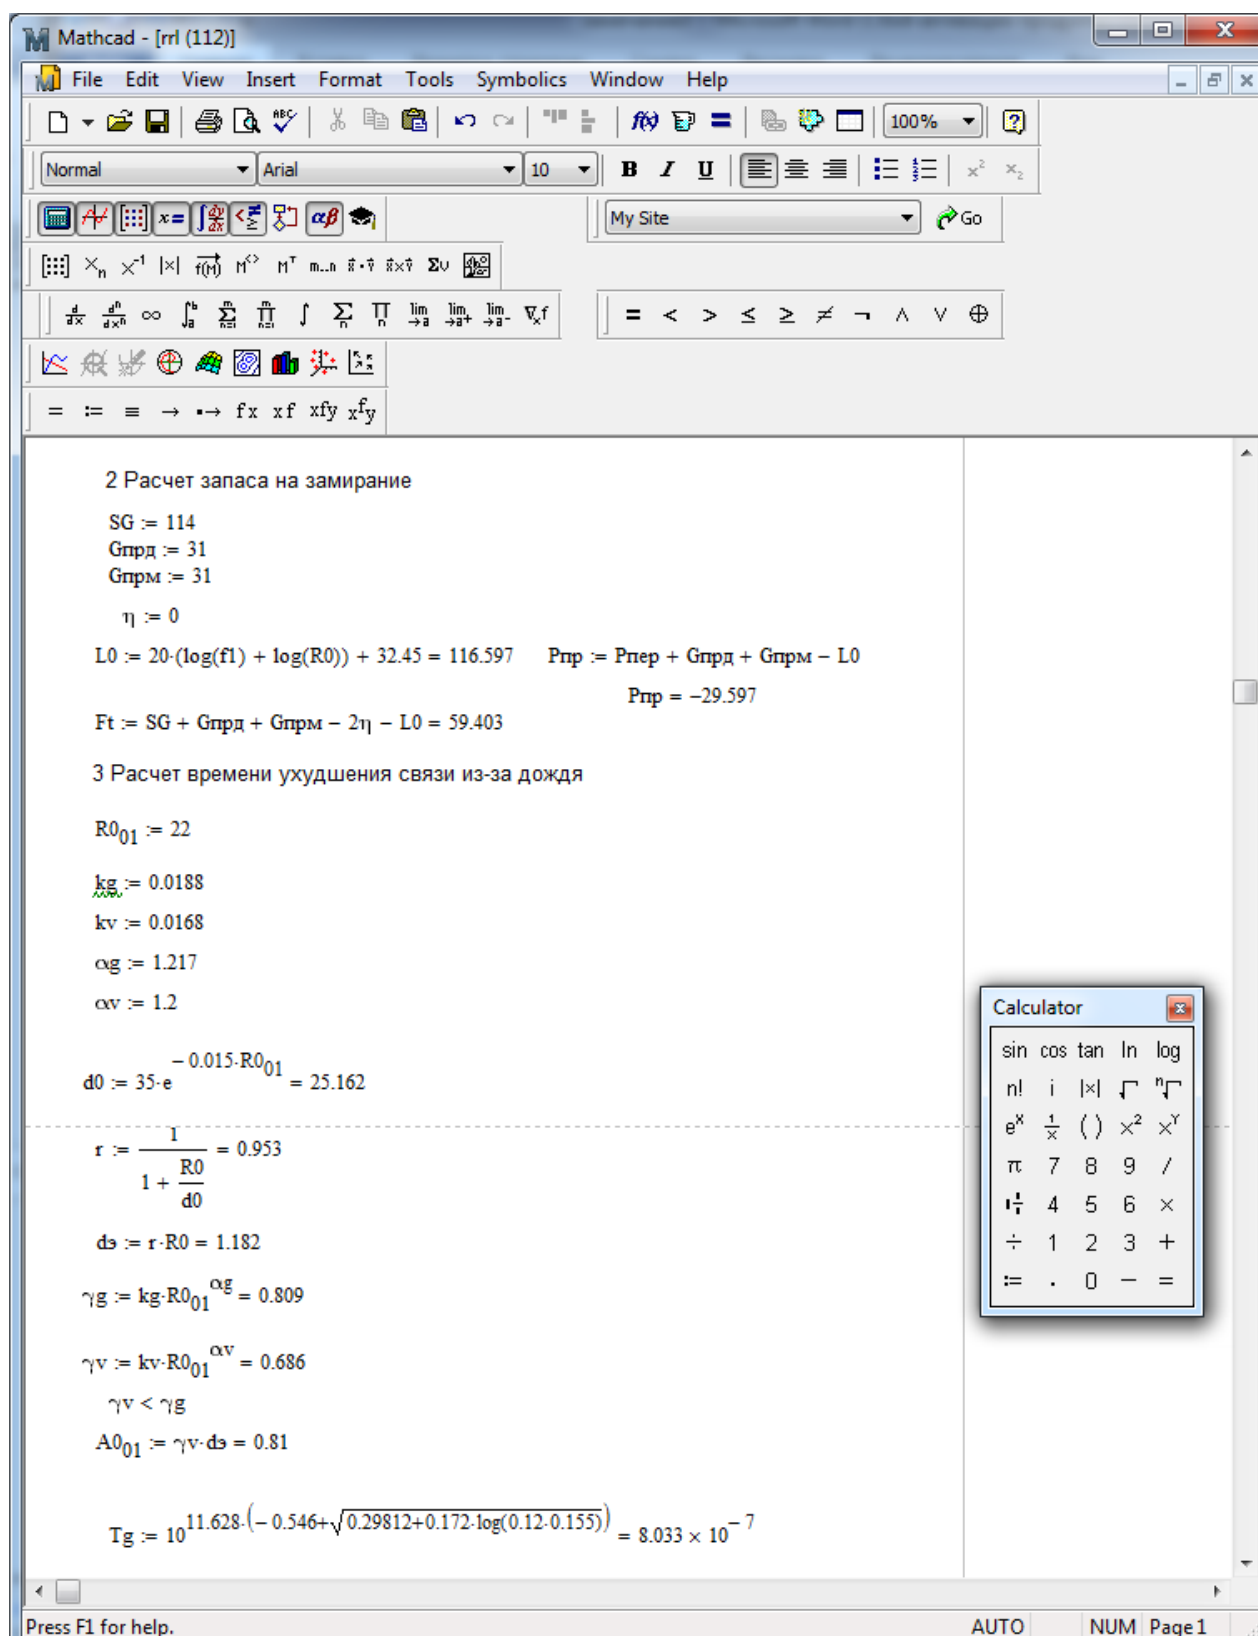 Mathcad - [rrl (112)]
File Edit View Insert Format Tools Symbolics Window Help
100%
Normal Arial 10 B I U
My Site Go
= < > ≤ ≥ ≠ ¬ ∧ ∨ ⊕
= := ≡ → fx xf xfy xfy
2 Расчет запаса на замирание
SG := 114
Gпрд := 31
Gпрм := 31
η := 0
L0 := 20·(log(f1) + log(R0)) + 32.45 = 116.597 Pпр := Pпер + Gпрд + Gпрм − L0
Pпр = −29.597
Ft := SG + Gпрд + Gпрм − 2η − L0 = 59.403
3 Расчет времени ухудшения связи из-за дождя
R0₀₁ := 22
kg := 0.0188
kv := 0.0168
αg := 1.217
αv := 1.2
d0 := 35·e^(−0.015·R0₀₁) = 25.162
r := 1/(1 + R0/d0) = 0.953
dэ := r·R0 = 1.182
γg := kg·R0₀₁^αg = 0.809
γv := kv·R0₀₁^αv = 0.686
γv < γg
A0₀₁ := γv·dэ = 0.81
Tg := 10^(11.628·(−0.546+√(0.29812+0.172·log(0.12·0.155)))) = 8.033 × 10^−7
Calculator
sin cos tan ln log
n! i |×| √ ⁿ√
eˣ 1/x ( ) ×² ×ʸ
π 7 8 9 /
4 5 6 ×
÷ 1 2 3 +
:= . 0 − =
Press F1 for help. AUTO NUM Page 1